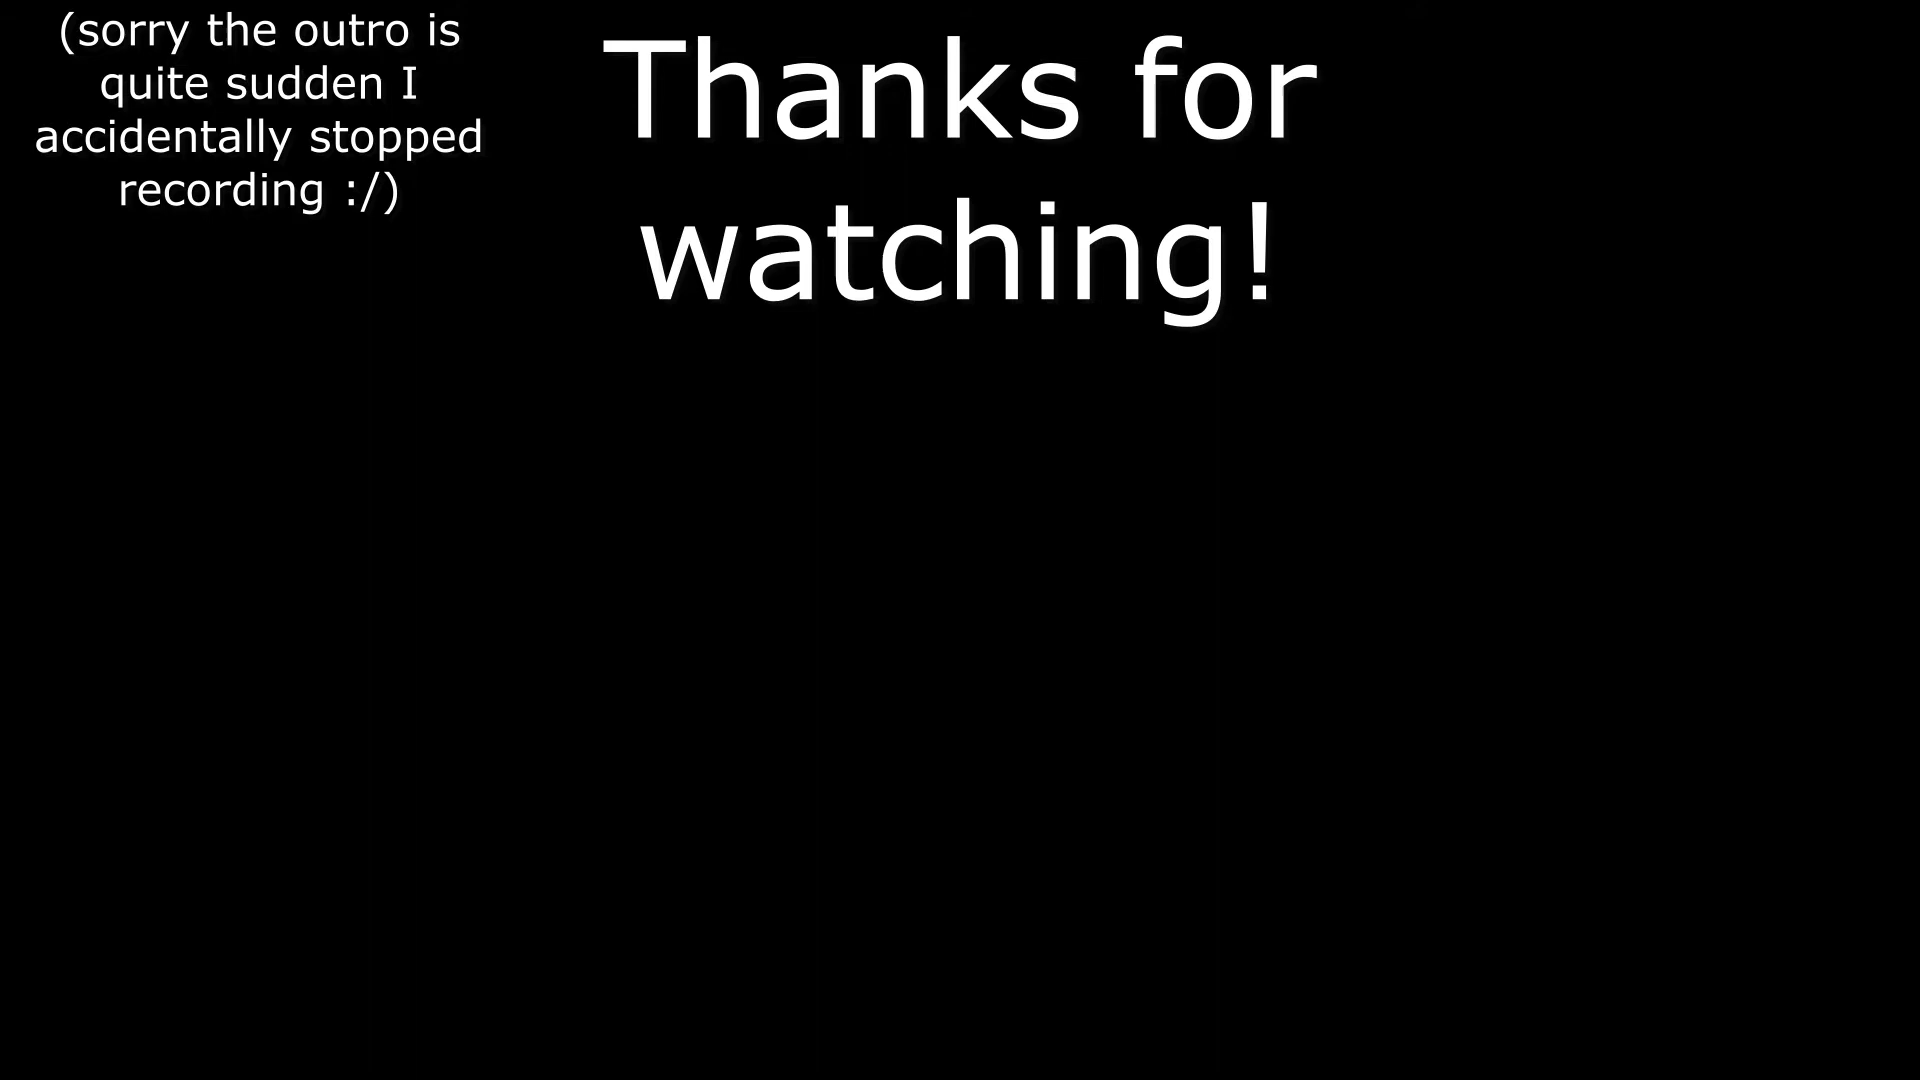 (sorry the outro is
quite sudden I
accidentally stopped
recording :/)
Thanks for
watching!